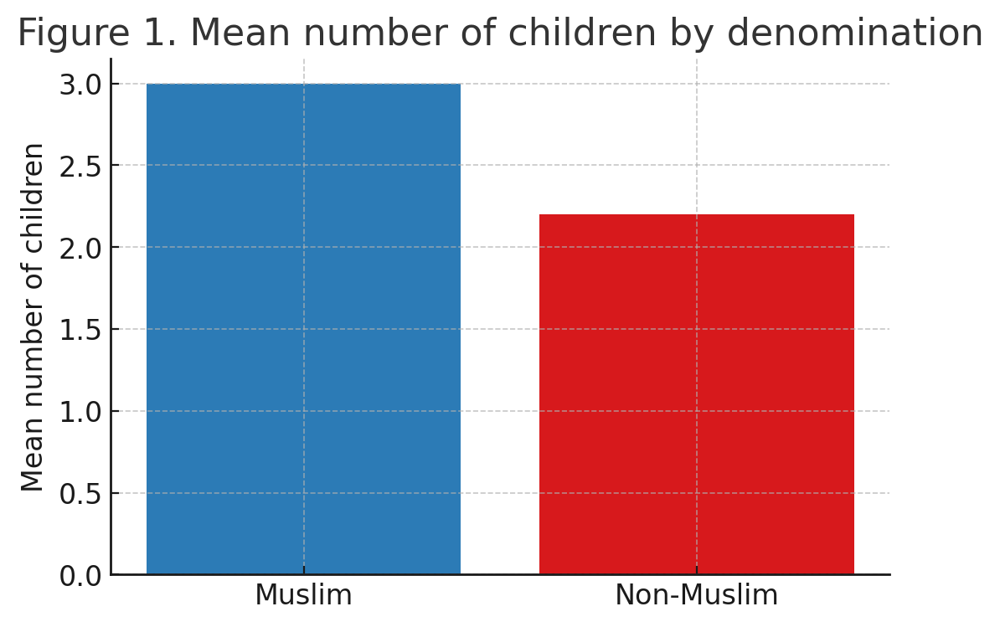 Figure 1. Mean number of children by denomination
Mean number of children
3.0
2.5
2.0
1.5
1.0
0.5
0.0
Muslim
Non-Muslim